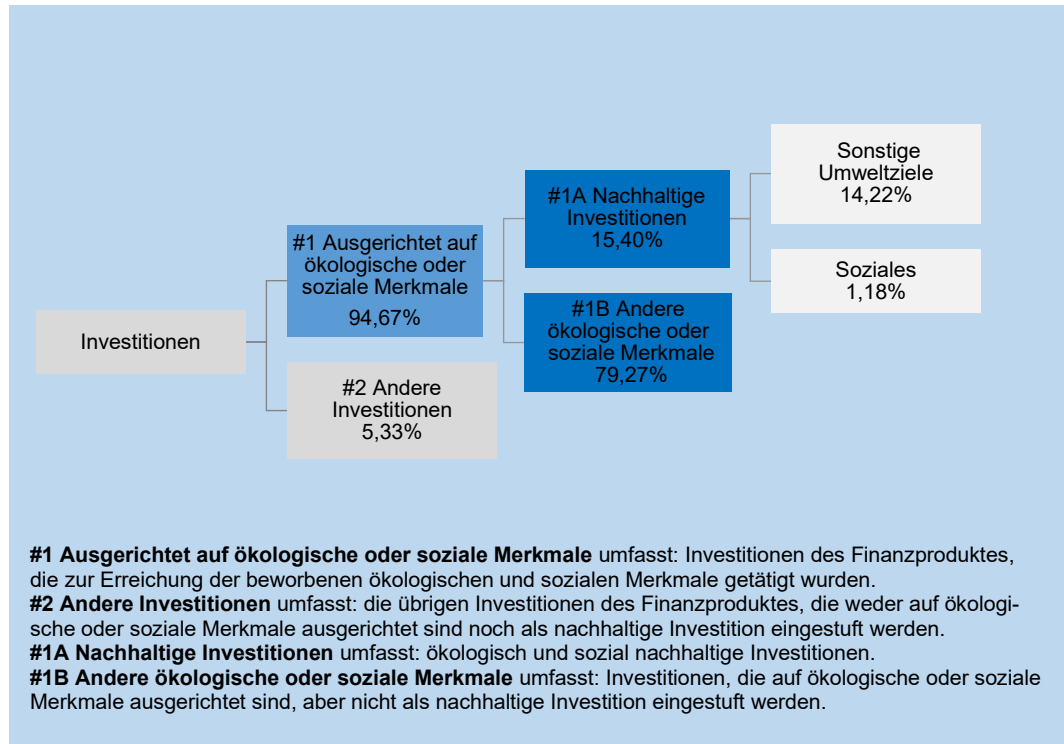 Investitionen
#1 Ausgerichtet auf
ökologische oder
soziale Merkmale
94,67%
#2 Andere
Investitionen
5,33%
#1A Nachhaltige
Investitionen
15,40%
#1B Andere
ökologische oder
soziale Merkmale
79,27%
Sonstige
Umweltziele
14,22%
Soziales
1,18%
#1 Ausgerichtet auf ökologische oder soziale Merkmale umfasst: Investitionen des Finanzproduktes,
die zur Erreichung der beworbenen ökologischen und sozialen Merkmale getätigt wurden.
#2 Andere Investitionen umfasst: die übrigen Investitionen des Finanzproduktes, die weder auf ökologi-
sche oder soziale Merkmale ausgerichtet sind noch als nachhaltige Investition eingestuft werden.
#1A Nachhaltige Investitionen umfasst: ökologisch und sozial nachhaltige Investitionen.
#1B Andere ökologische oder soziale Merkmale umfasst: Investitionen, die auf ökologische oder soziale
Merkmale ausgerichtet sind, aber nicht als nachhaltige Investition eingestuft werden.